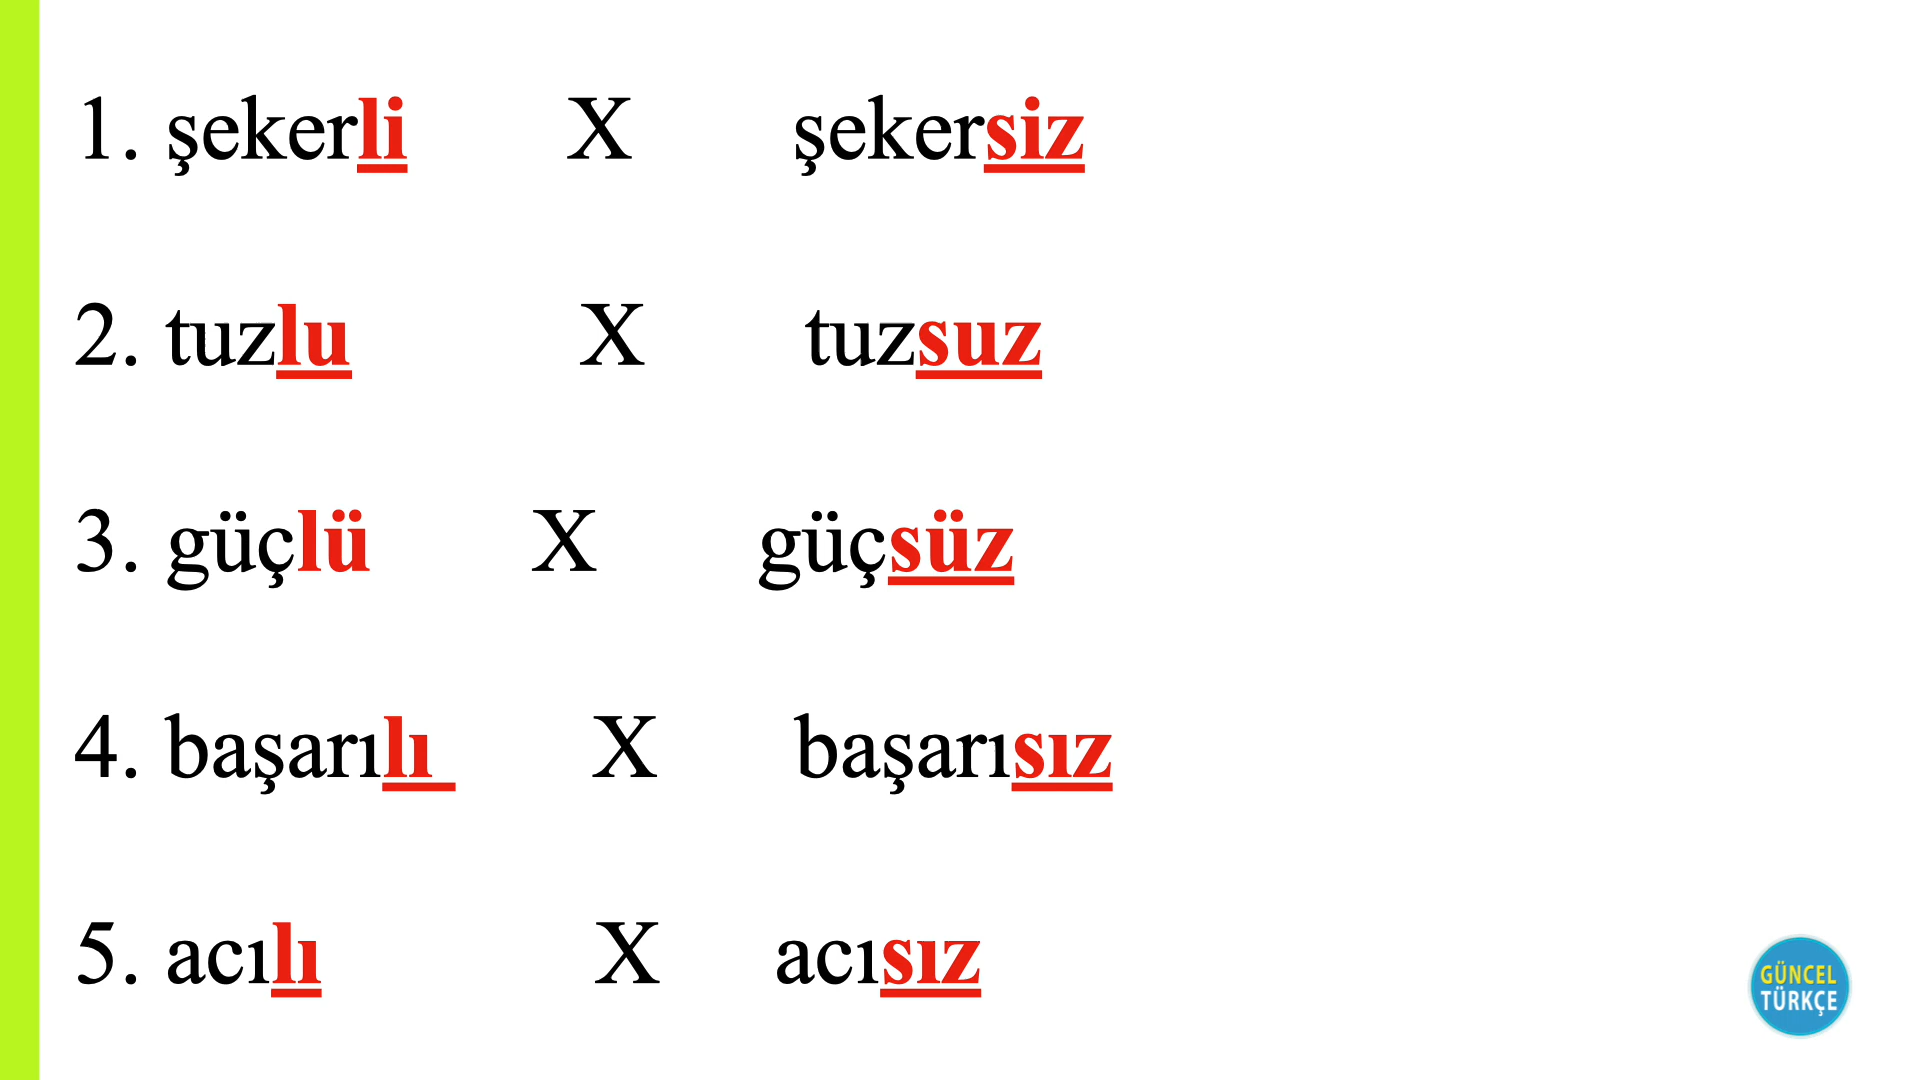 1. şekerli X şekersiz
2. tuzlu X tuzsuz
3. güçlü X güçsüz
4. başarılı X başarısız
5. acılı X acısız
GÜNCEL
TÜRKÇE